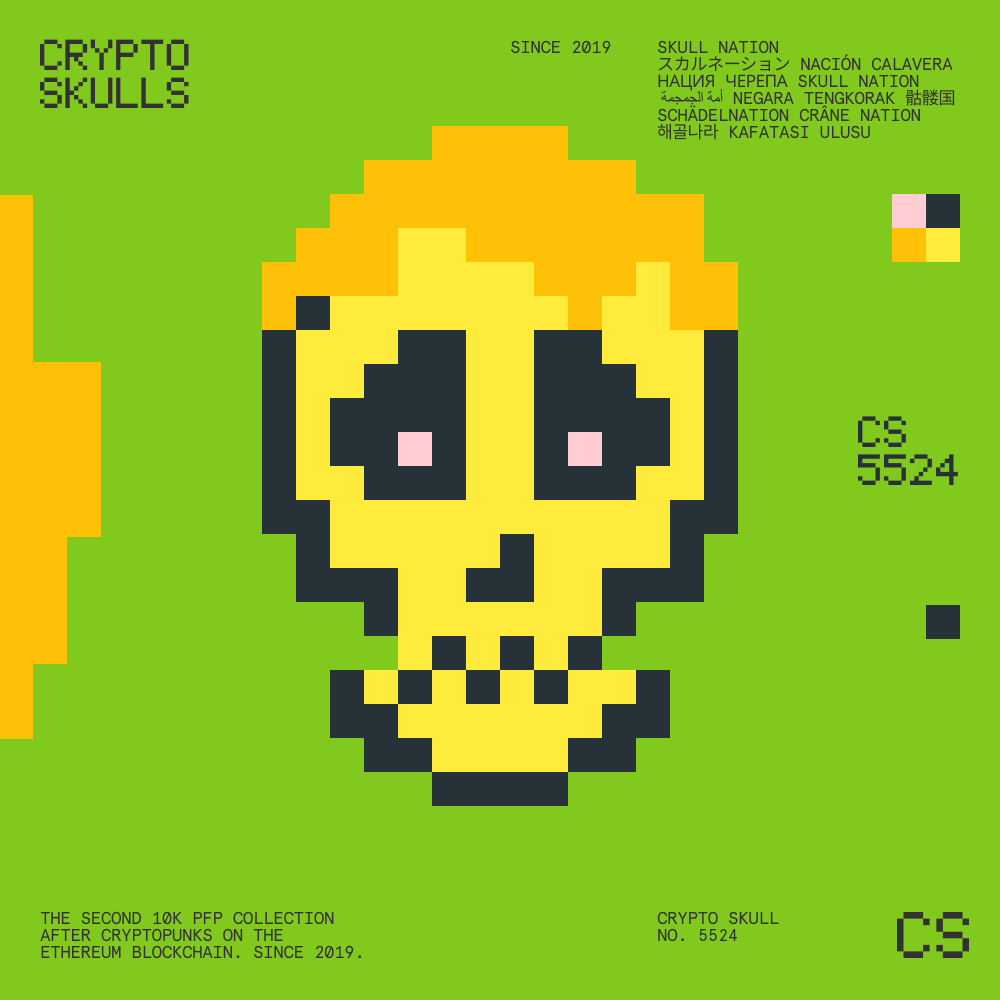 CRYPTO
SKULLS
SINCE 2019
SKULL NATION
スカルネーション NACIÓN CALAVERA
НАЦИЯ ЧЕРЕПА SKULL NATION
أمة الجمجمة NEGARA TENGKORAK 骷髅国
SCHÄDELNATION CRÂNE NATION
해골나라 KAFATASI ULUSU
CS
5524
THE SECOND 10K PFP COLLECTION
AFTER CRYPTOPUNKS ON THE
ETHEREUM BLOCKCHAIN. SINCE 2019.
CRYPTO SKULL
NO. 5524
CS